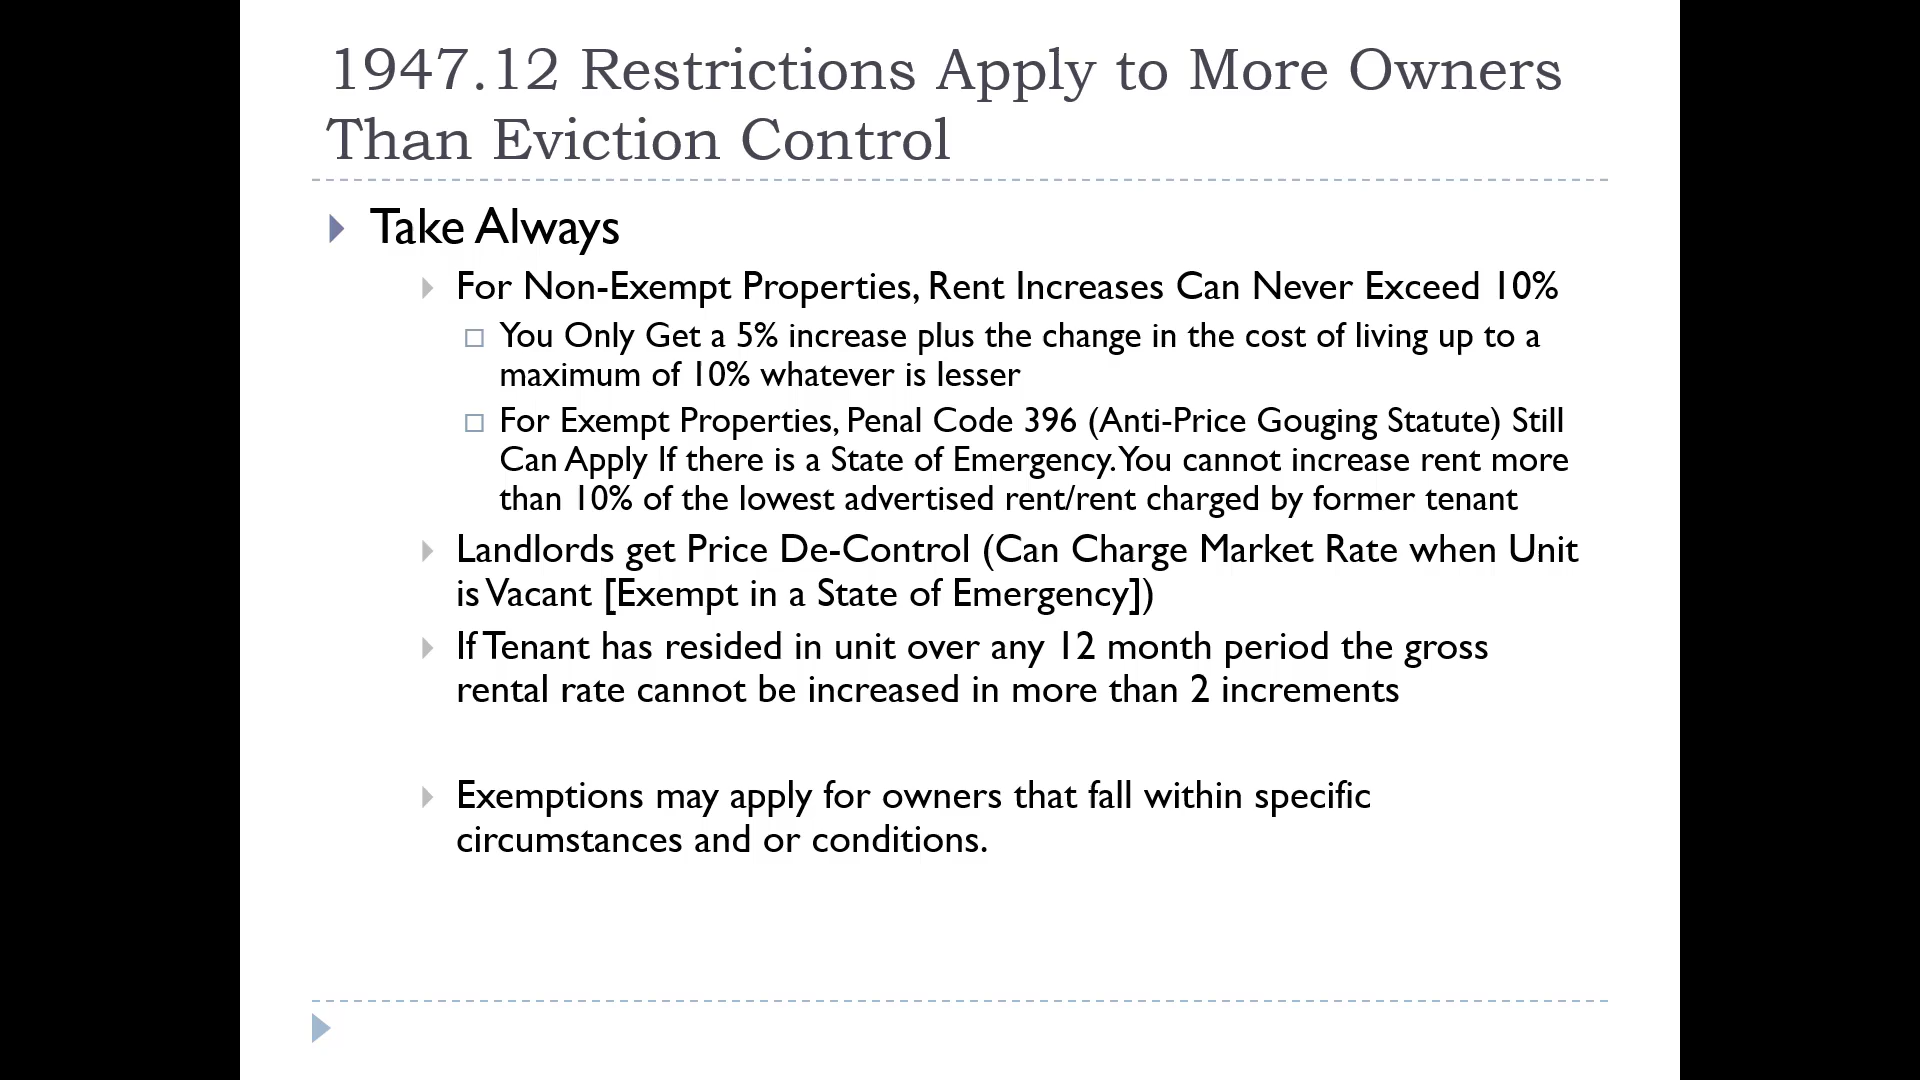 1947.12 Restrictions Apply to More Owners
Than Eviction Control
Take Always
For Non-Exempt Properties, Rent Increases Can Never Exceed 10%
You Only Get a 5% increase plus the change in the cost of living up to a
maximum of 10% whatever is lesser
For Exempt Properties, Penal Code 396 (Anti-Price Gouging Statute) Still
Can Apply If there is a State of Emergency. You cannot increase rent more
than 10% of the lowest advertised rent/rent charged by former tenant
Landlords get Price De-Control (Can Charge Market Rate when Unit
is Vacant [Exempt in a State of Emergency])
If Tenant has resided in unit over any 12 month period the gross
rental rate cannot be increased in more than 2 increments
Exemptions may apply for owners that fall within specific
circumstances and or conditions.